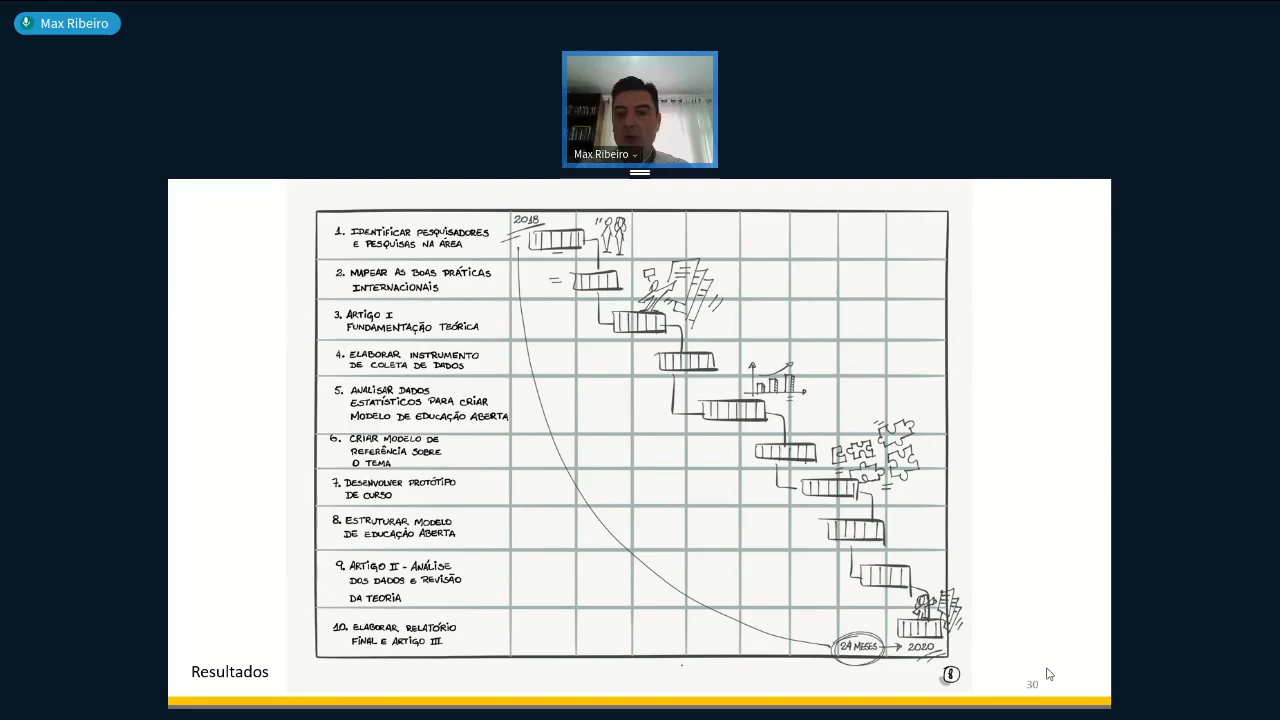 Max Ribeiro
Max Ribeiro
2018
1. IDENTIFICAR PESQUISADORES
E PESQUISAS NA ÁREA
2. MAPEAR AS BOAS PRÁTICAS
INTERNACIONAIS
3. ARTIGO I
FUNDAMENTAÇÃO TEÓRICA
4. ELABORAR INSTRUMENTO
DE COLETA DE DADOS
5. ANALISAR DADOS
ESTATÍSTICOS PARA CRIAR
MODELO DE EDUCAÇÃO ABERTA
6. CRIAR MODELO DE
REFERÊNCIA SOBRE
O TEMA
7. DESENVOLVER PROTÓTIPO
DE CURSO
8. ESTRUTURAR MODELO
DE EDUCAÇÃO ABERTA
9. ARTIGO II - ANÁLISE
DOS DADOS E REVISÃO
DA TEORIA
10. ELABORAR RELATÓRIO
FINAL E ARTIGO III.
24 MESES → 2020
8
Resultados
30